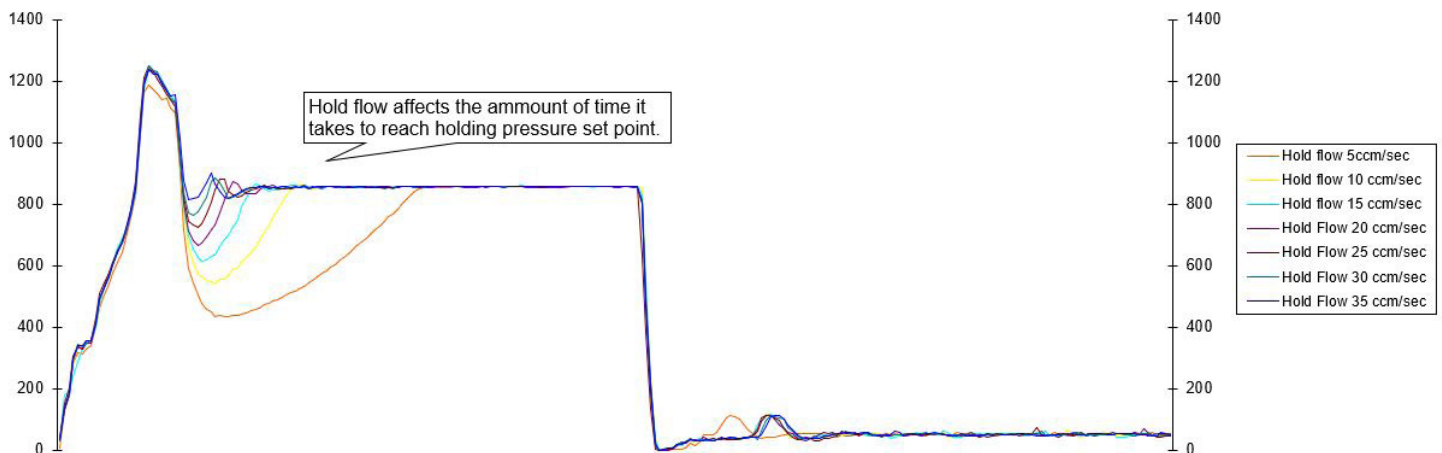 1400
1200
1000
800
600
400
200
0
Hold flow affects the ammount of time it
takes to reach holding pressure set point.
1400
1200
1000
800
600
400
200
0
Hold flow 5ccm/sec
Hold flow 10 ccm/sec
Hold flow 15 ccm/sec
Hold Flow 20 ccm/sec
Hold Flow 25 ccm/sec
Hold Flow 30 ccm/sec
Hold Flow 35 ccm/sec